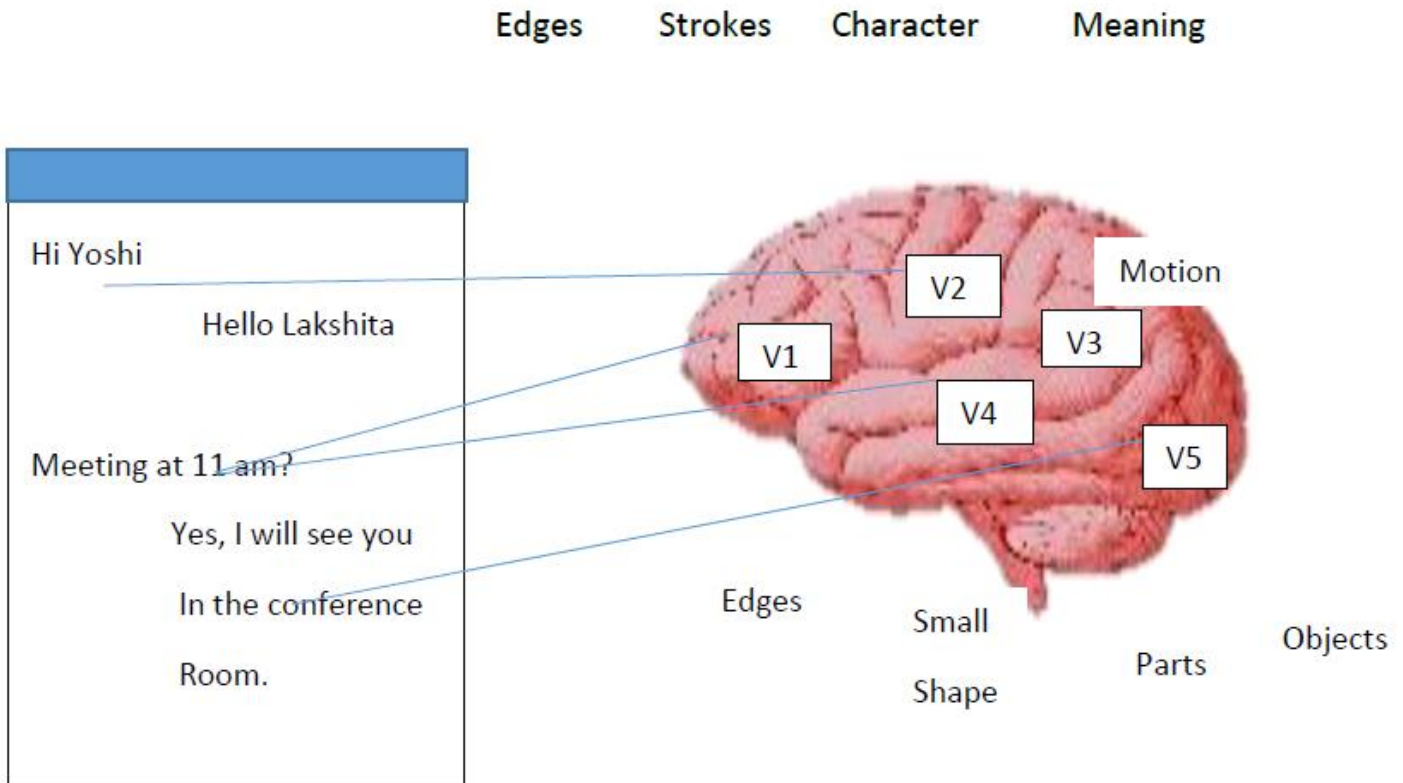 Edges Strokes Character Meaning
Hi Yoshi
Hello Lakshita
Meeting at 11 am?
Yes, I will see you
In the conference
Room.
Motion
V2
V3
V1
V4
V5
Edges
Small
Shape
Parts
Objects